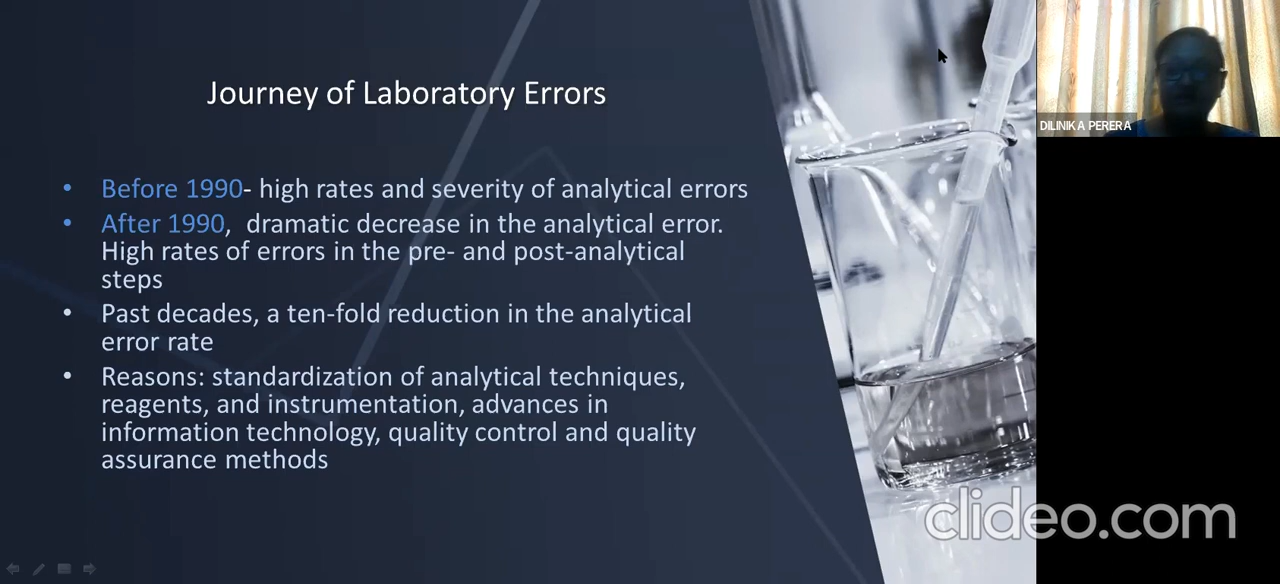 Journey of Laboratory Errors
• Before 1990- high rates and severity of analytical errors
• After 1990,  dramatic decrease in the analytical error.
High rates of errors in the pre- and post-analytical
steps
• Past decades, a ten-fold reduction in the analytical
error rate
• Reasons: standardization of analytical techniques,
reagents, and instrumentation, advances in
information technology, quality control and quality
assurance methods
DILINIKA PERERA
clideo.com